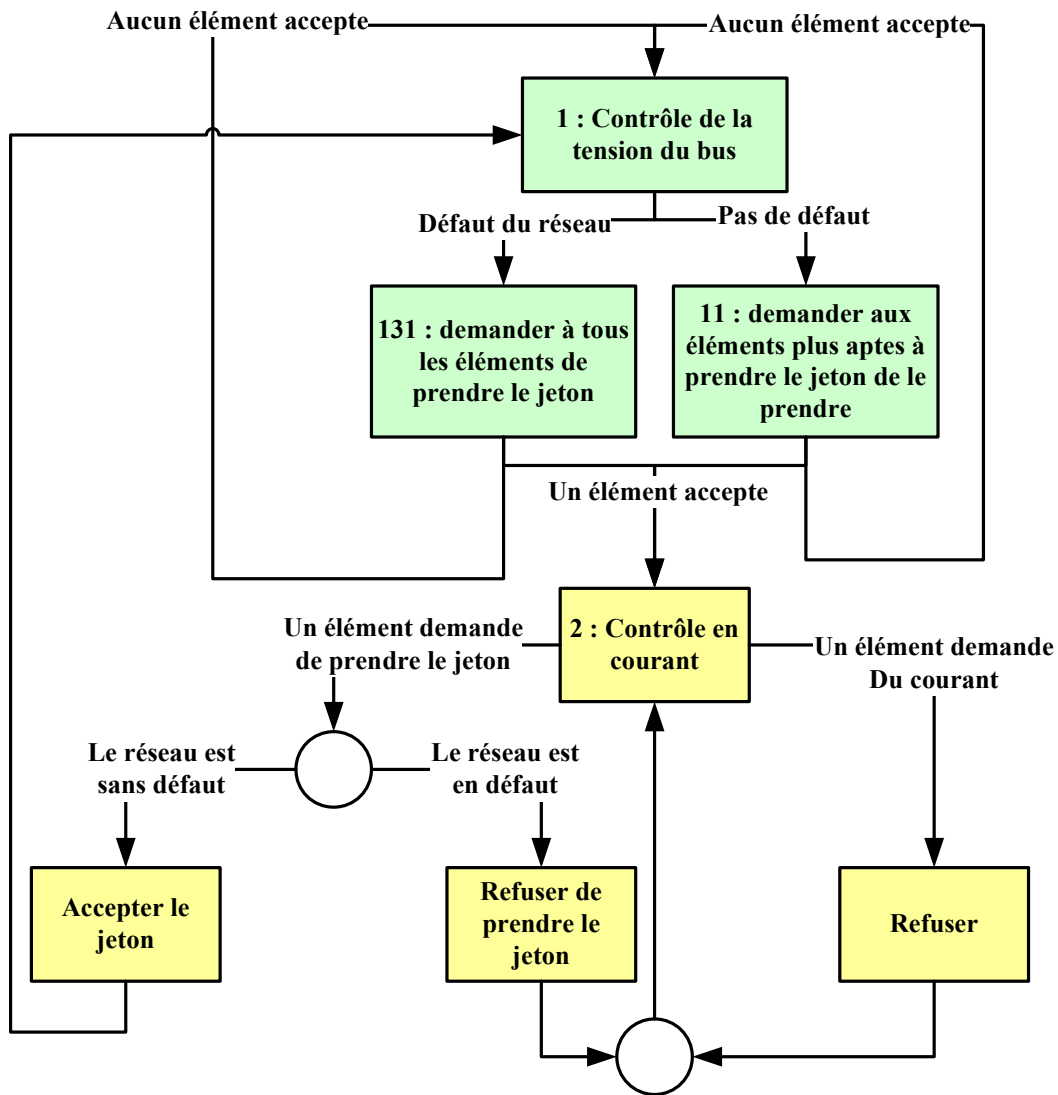 Aucun élément accepte
Aucun élément accepte
1 : Contrôle de la
tension du bus
Défaut du réseau
Pas de défaut
131 : demander à tous
les éléments de
prendre le jeton
11 : demander aux
éléments plus aptes à
prendre le jeton de le
prendre
Un élément accepte
2 : Contrôle en
courant
Un élément demande
de prendre le jeton
Un élément demande
Du courant
Le réseau est
sans défaut
Le réseau est
en défaut
Accepter le
jeton
Refuser de
prendre le
jeton
Refuser